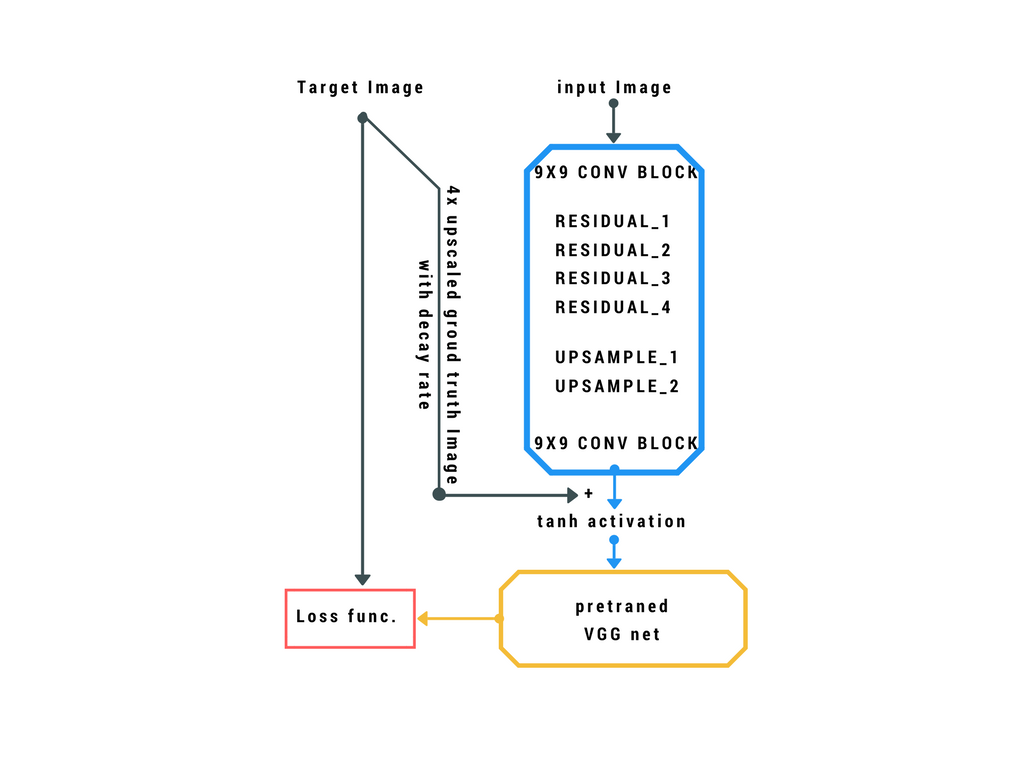 Target Image
input Image
9X9 CONV BLOCK
RESIDUAL_1
RESIDUAL_2
RESIDUAL_3
RESIDUAL_4
UPSAMPLE_1
UPSAMPLE_2
9X9 CONV BLOCK
4x upscaled groud truth Image
with decay rate
+
tanh activation
Loss func.
pretraned
VGG net